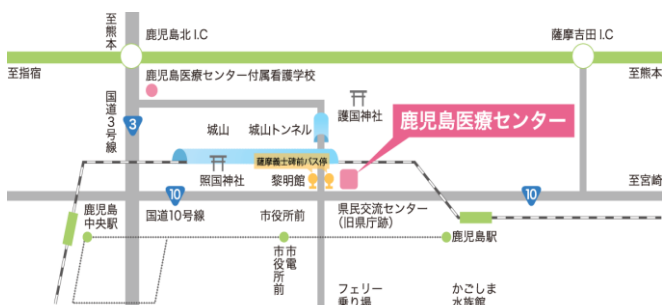 至熊本
鹿児島北 I.C
薩摩吉田 I.C
至指宿
至熊本
鹿児島医療センター付属看護学校
国道3号線
3
護国神社
鹿児島医療センター
城山
城山トンネル
薩摩義士碑前バス停
照国神社
黎明館
10
10
至宮崎
鹿児島
中央駅
国道10号線
市役所前
県民交流センター
(旧県庁跡)
鹿児島駅
市電
市役所前
フェリー
乗り場
かごしま
水族館